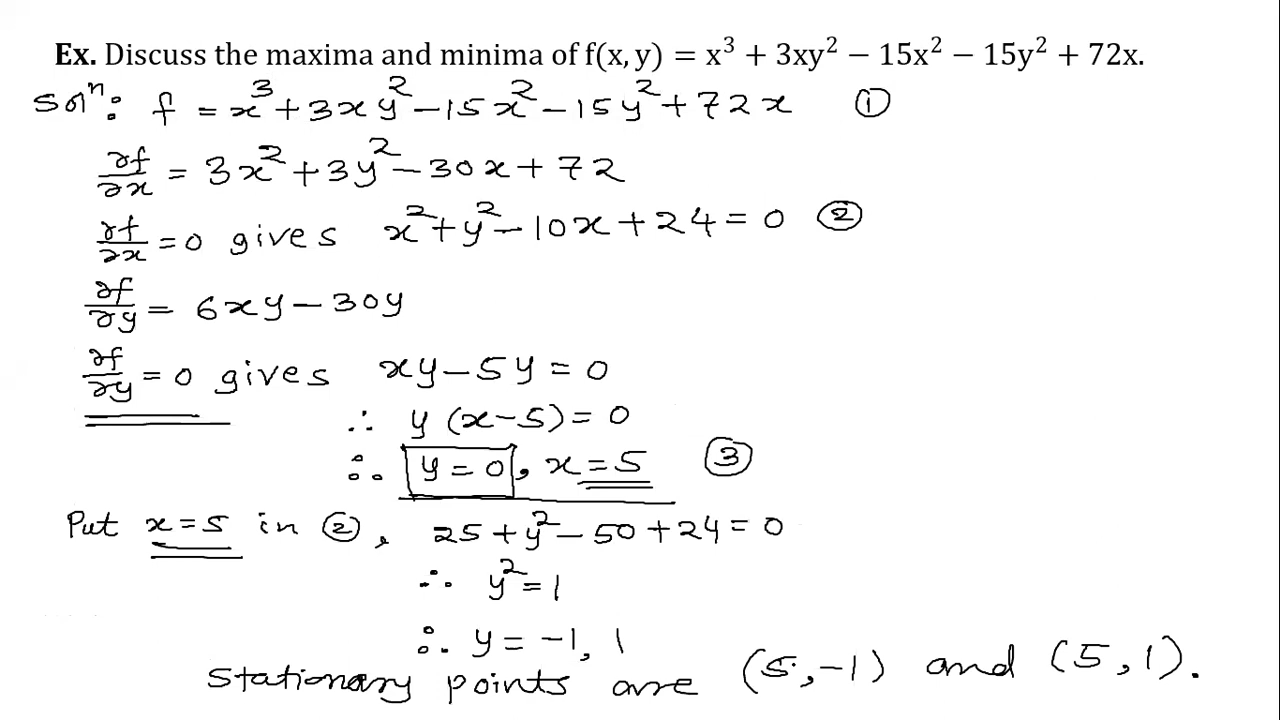 Ex. Discuss the maxima and minima of f(x, y) = x³ + 3xy² − 15x² − 15y² + 72x.
Solⁿ: f = x³ + 3xy² − 15x² − 15y² + 72x ①
∂f/∂x = 3x² + 3y² − 30x + 72
∂f/∂x = 0 gives x² + y² − 10x + 24 = 0 ②
∂f/∂y = 6xy − 30y
∂f/∂y = 0 gives xy − 5y = 0
∴ y (x − 5) = 0
∴ y = 0, x = 5 ③
Put x = 5 in ②, 25 + y² − 50 + 24 = 0
∴ y² = 1
∴ y = −1, 1
Stationary points are (5, −1) and (5, 1).